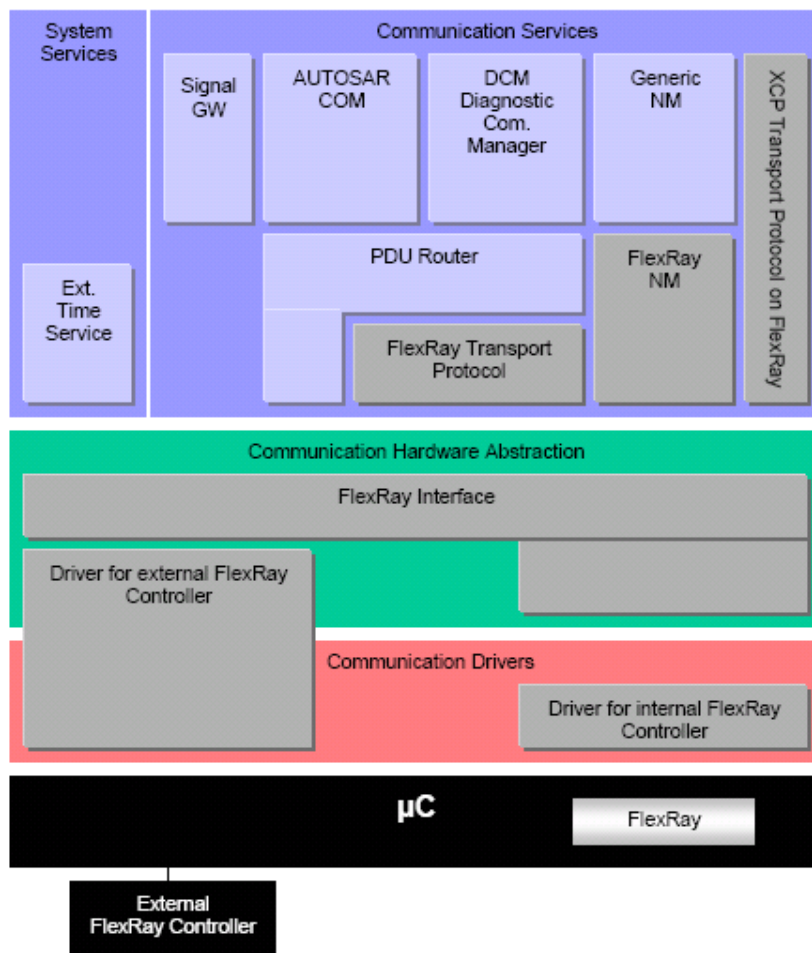 System
Services
Communication Services
Signal
GW
AUTOSAR
COM
DCM
Diagnostic
Com.
Manager
Generic
NM
XCP Transport Protocol on FlexRay
Ext.
Time
Service
PDU Router
FlexRay
NM
FlexRay Transport
Protocol
Communication Hardware Abstraction
FlexRay Interface
Driver for external FlexRay
Controller
Communication Drivers
Driver for internal FlexRay
Controller
µC
FlexRay
External
FlexRay Controller